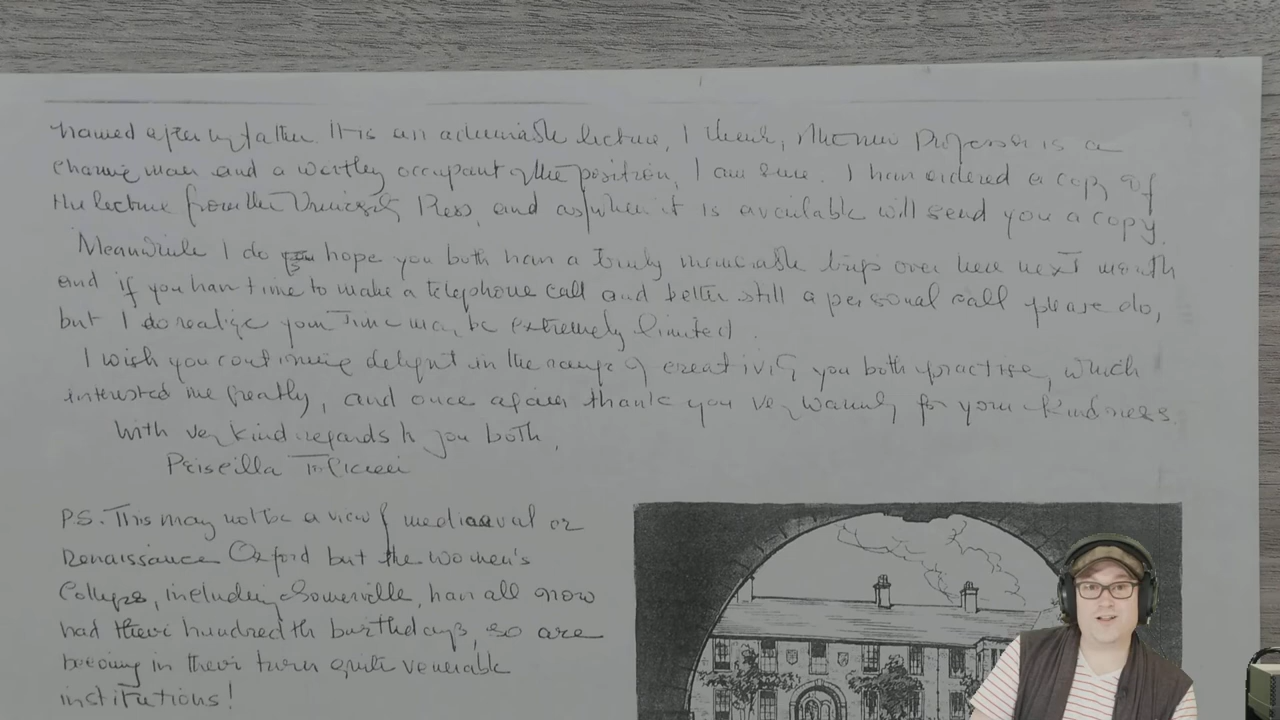 named after my father. It is an admirable lecture, I think, the new Professor is a
charming man and a worthy occupant of the position, I am sure. I have ordered a copy of
the lecture from the University Press, and as/when it is available will send you a copy.
Meanwhile I do hope you both have a truly memorable trip over here next month
and if you have time to make a telephone call and better still a personal call please do,
but I do realize your time may be extremely limited.
I wish you continuing delight in the range of creativity you both practise, which
interested me greatly, and once again thank you very warmly for your kindness.
With very kind regards to you both,
Priscilla Tolkien
P.S. This may not be a view of mediaeval or
Renaissance Oxford but the women's
Colleges, including Somerville, have all now
had their hundredth birthdays, so are
becoming in their turn quite venerable
institutions!